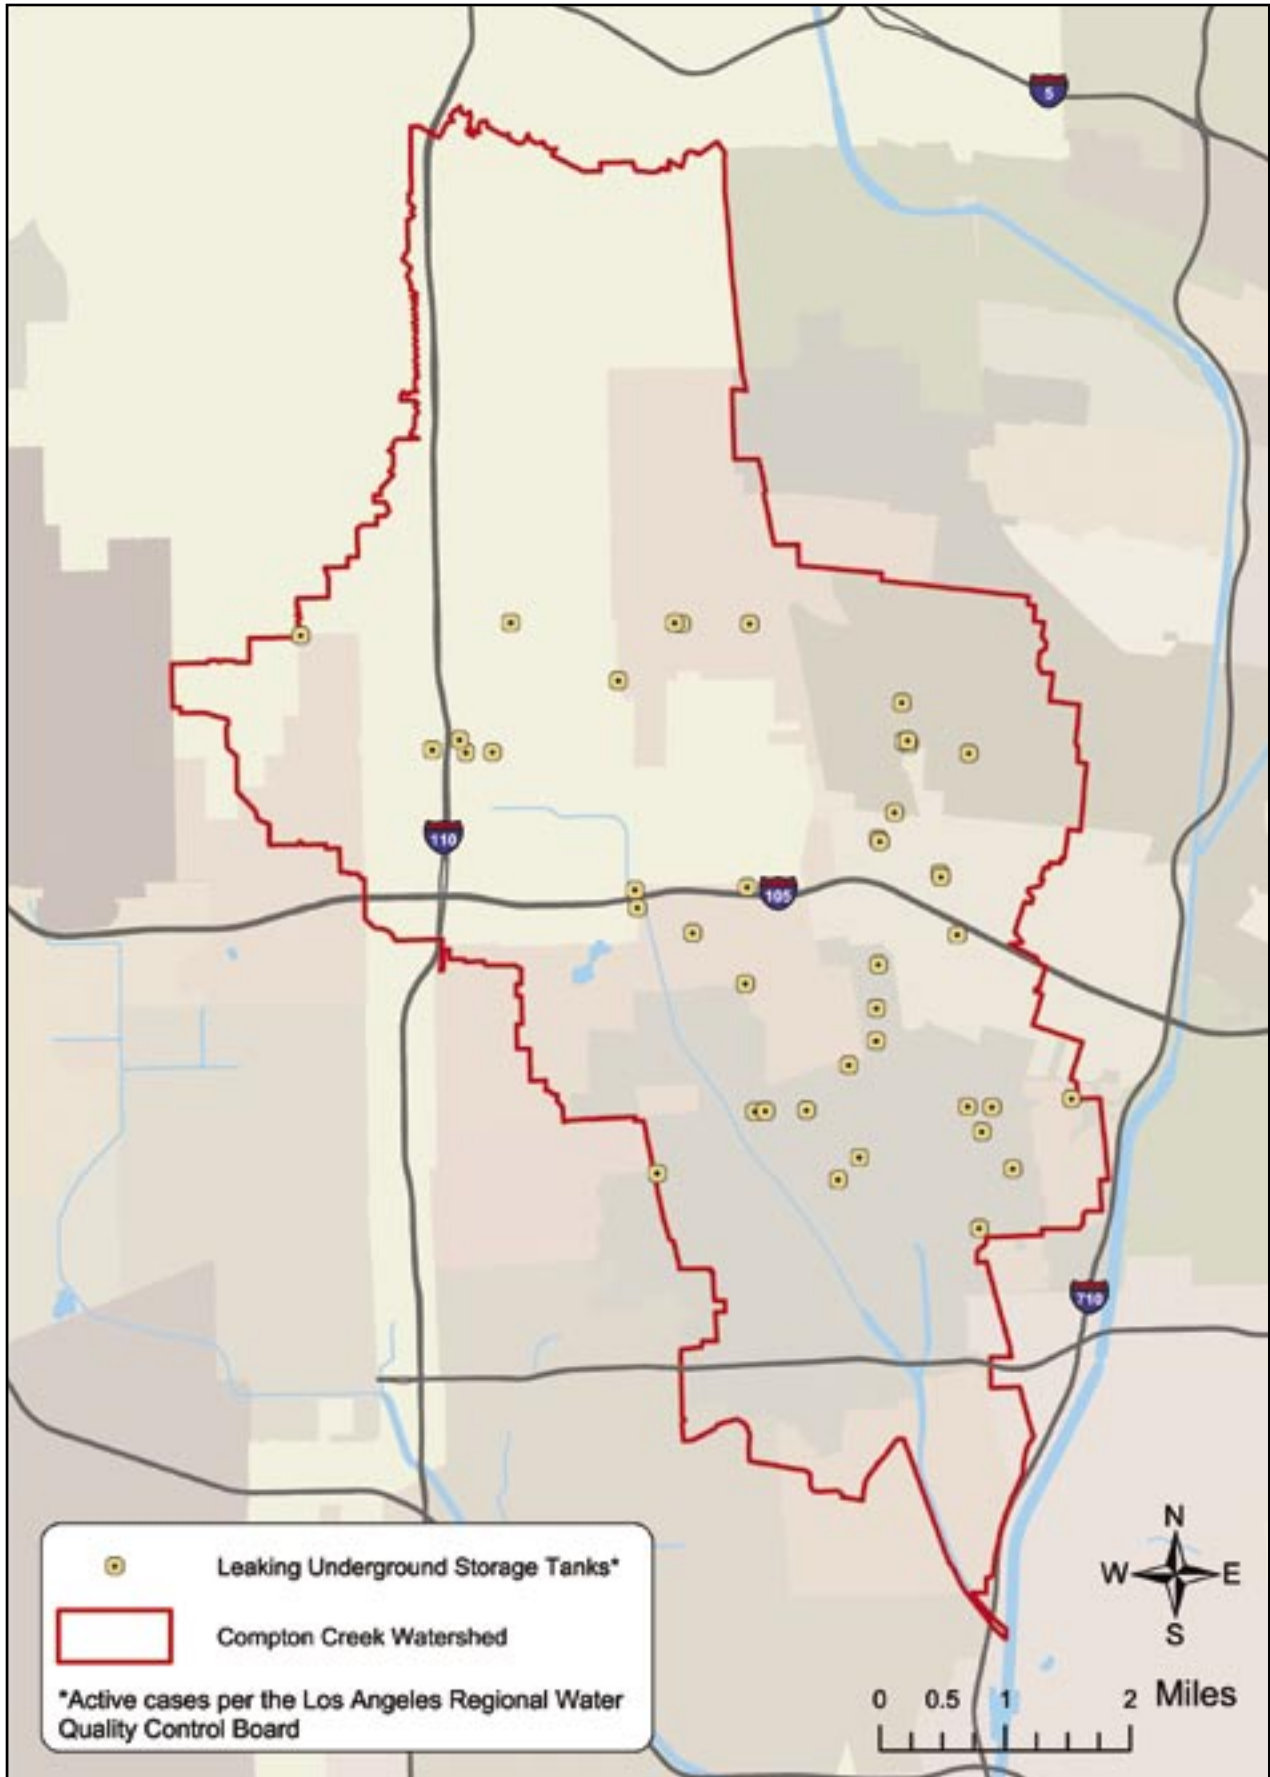 5
110
105
710
Leaking Underground Storage Tanks*
Compton Creek Watershed
*Active cases per the Los Angeles Regional Water
Quality Control Board
N
W E
S
0 0.5 1 2 Miles